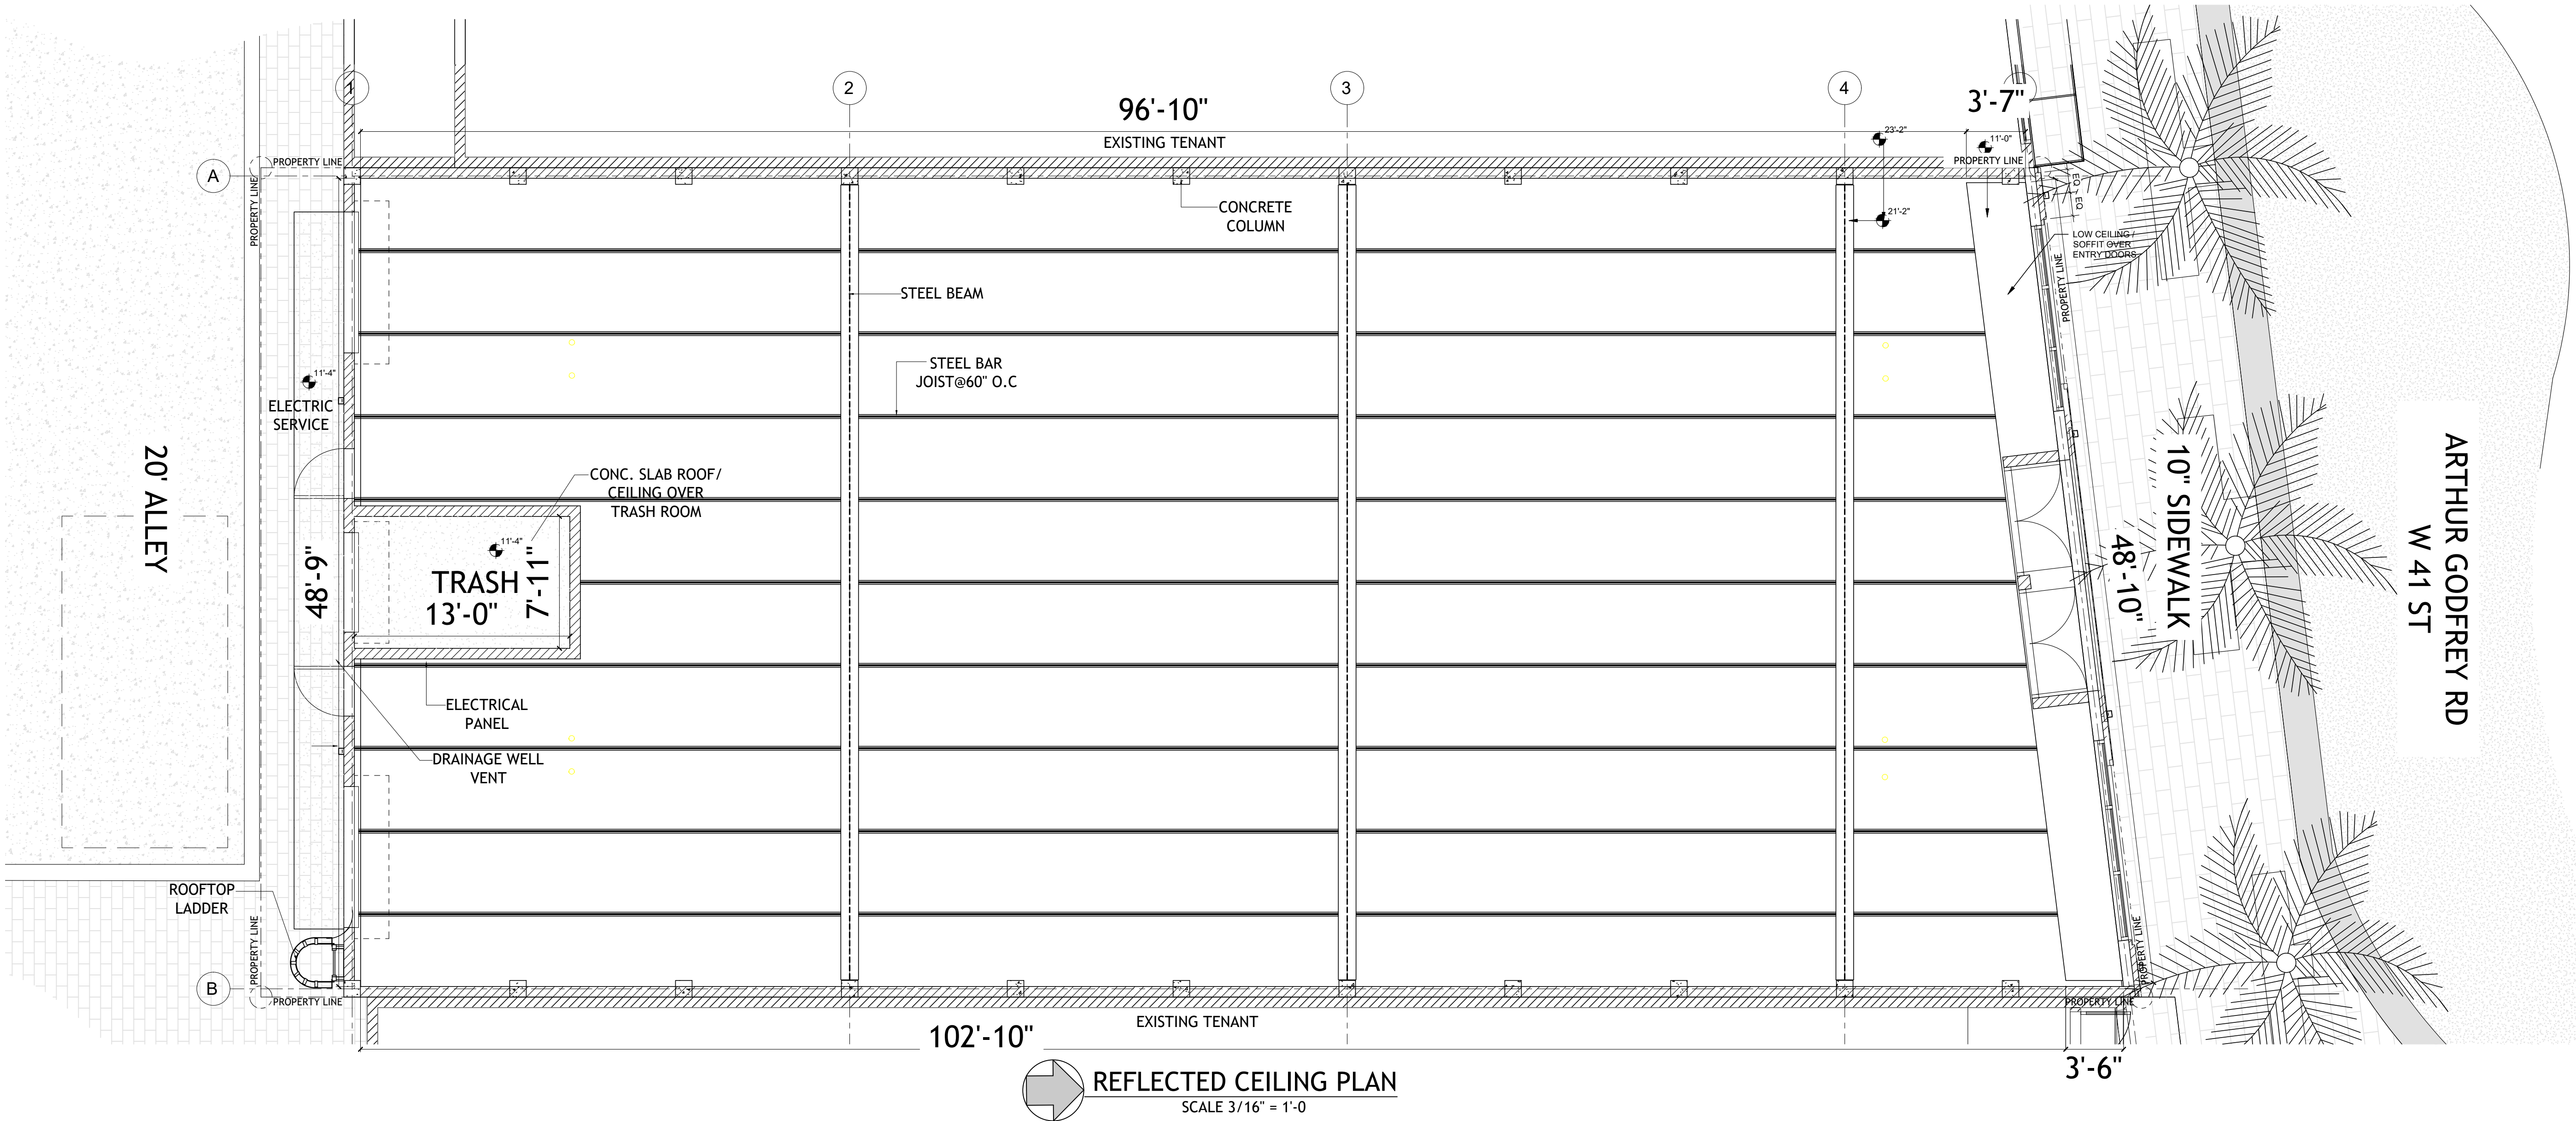 1
2
3
4
96'-10"
3'-7"
EXISTING TENANT
23'-2"
11'-0"
PROPERTY LINE
PROPERTY LINE
A
PROPERTY LINE
EQ - EQ
CONCRETE
COLUMN
21'-2"
LOW CEILING /
SOFFIT OVER
ENTRY DOORS
PROPERTY LINE
STEEL BEAM
STEEL BAR
JOIST@60" O.C
11'-4"
ELECTRIC
SERVICE
20' ALLEY
CONC. SLAB ROOF/
CEILING OVER
TRASH ROOM
11'-4"
48'-9"
TRASH
13'-0"
7'-11"
48'-10"
10" SIDEWALK
ARTHUR GODFREY RD
W 41 ST
ELECTRICAL
PANEL
DRAINAGE WELL
VENT
ROOFTOP
LADDER
PROPERTY LINE
PROPERTY LINE
B
PROPERTY LINE
PROPERTY LINE
EXISTING TENANT
102'-10"
3'-6"
REFLECTED CEILING PLAN
SCALE 3/16" = 1'-0